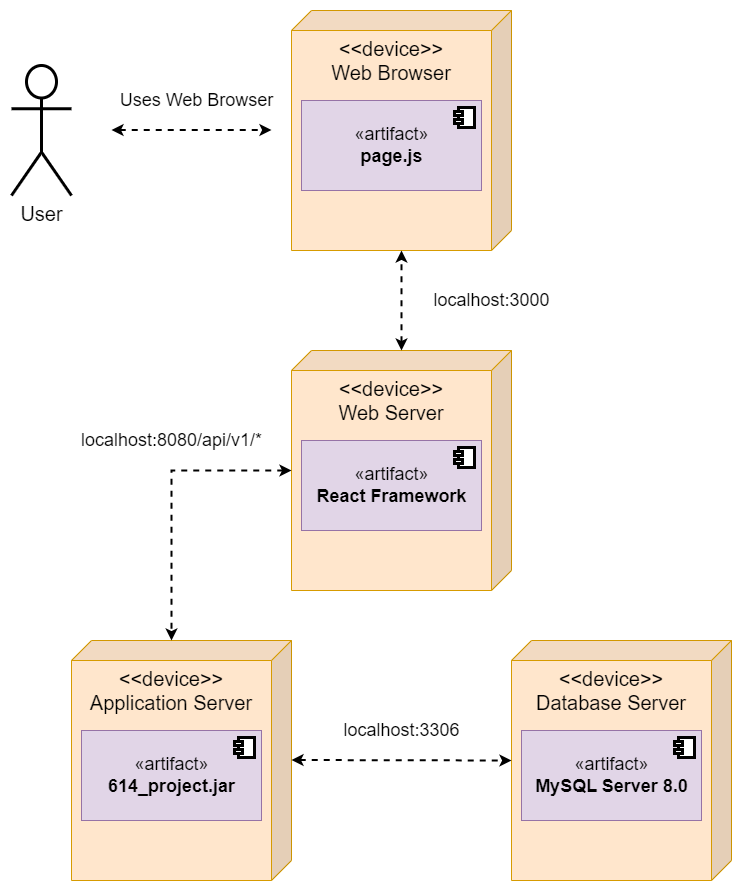 <<device>>
Web Browser
Uses Web Browser
«artifact»
page.js
User
localhost:3000
<<device>>
Web Server
localhost:8080/api/v1/*
«artifact»
React Framework
<<device>>
Application Server
<<device>>
Database Server
localhost:3306
«artifact»
614_project.jar
«artifact»
MySQL Server 8.0